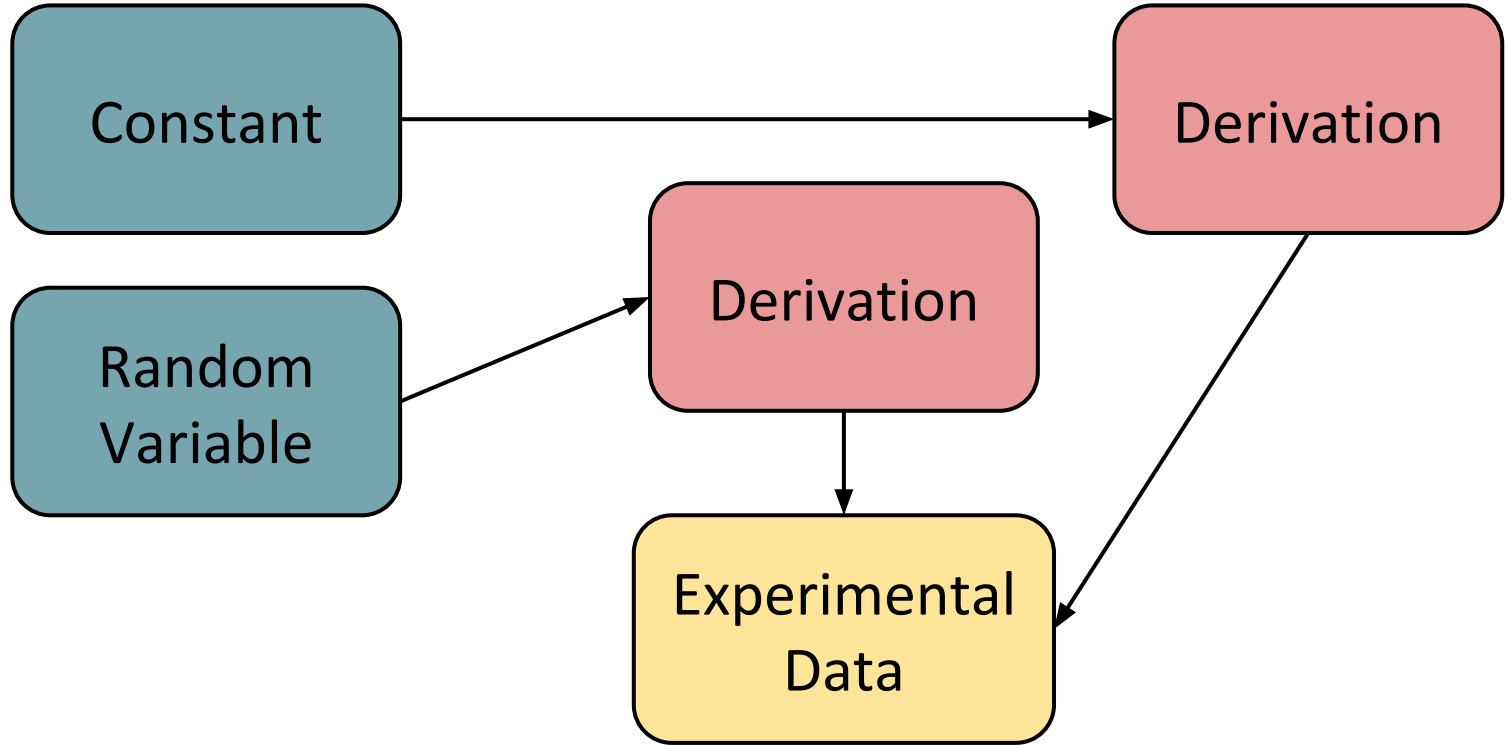 Constant
Derivation
Derivation
Random
Variable
Experimental
Data